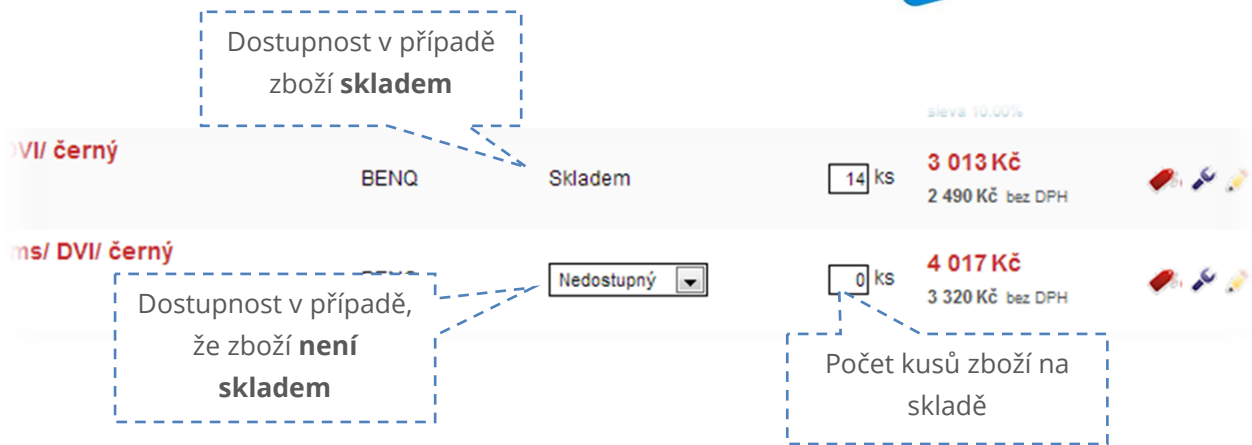 Dostupnost v případě
zboží skladem
sleva 10.00%
DVI/ černý
BENQ
Skladem
14 ks
3 013 Kč
2 490 Kč bez DPH
ms/ DVI/ černý
Nedostupný
0 ks
4 017 Kč
3 320 Kč bez DPH
Dostupnost v případě,
že zboží není
skladem
Počet kusů zboží na
skladě